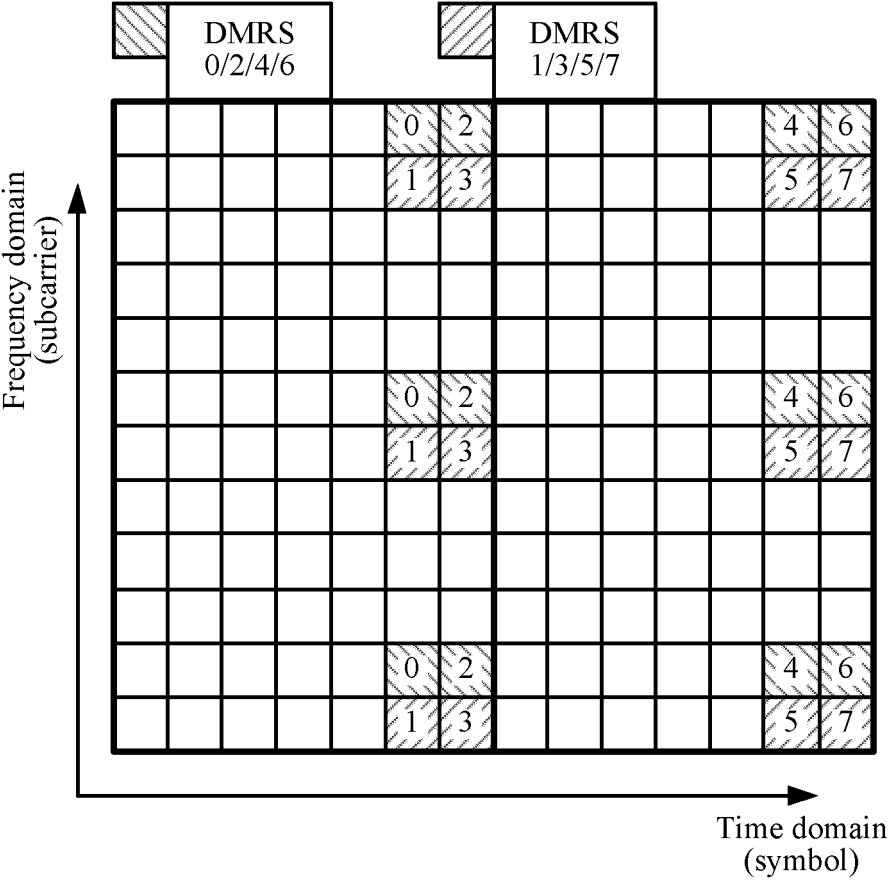 DMRS
0/2/4/6
DMRS
1/3/5/7
0 2 4 6
1 3 5 7
0 2 4 6
1 3 5 7
0 2 4 6
1 3 5 7
Frequency domain
(subcarrier)
Time domain
(symbol)